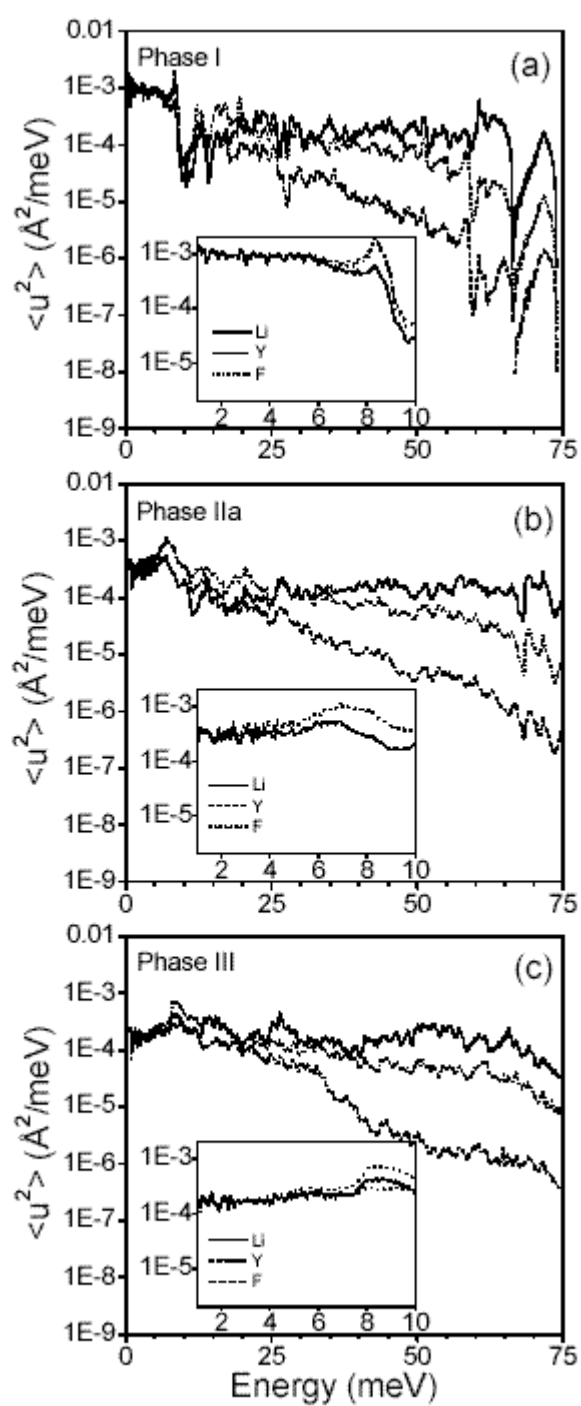 0.01
Phase I
(a)
1E-3
1E-4
1E-5
1E-6
1E-7
1E-8
1E-9
<u²> (Å²/meV)
1E-3
1E-4
1E-5
Li
Y
F
2 4 6 8 10
0 25 50 75
0.01
Phase IIa
(b)
1E-3
1E-4
1E-5
1E-6
1E-7
1E-8
1E-9
<u²> (Å²/meV)
1E-3
1E-4
1E-5
Li
Y
F
2 4 6 8 10
0 25 50 75
0.01
Phase III
(c)
1E-3
1E-4
1E-5
1E-6
1E-7
1E-8
1E-9
<u²> (Å²/meV)
1E-3
1E-4
1E-5
Li
Y
F
2 4 6 8 10
0 25 50 75
Energy (meV)